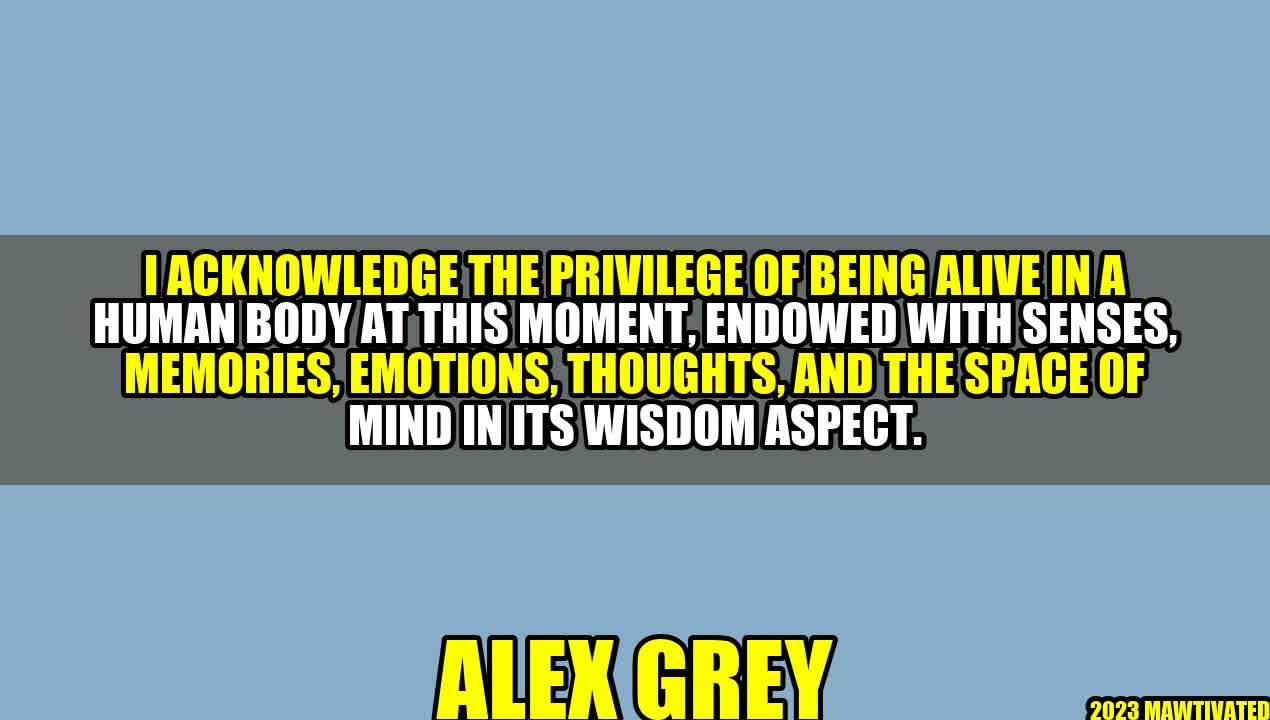 I ACKNOWLEDGE THE PRIVILEGE OF BEING ALIVE IN A
HUMAN BODY AT THIS MOMENT, ENDOWED WITH SENSES,
MEMORIES, EMOTIONS, THOUGHTS, AND THE SPACE OF
MIND IN ITS WISDOM ASPECT.
ALEX GREY
2023 MAWTIVATED